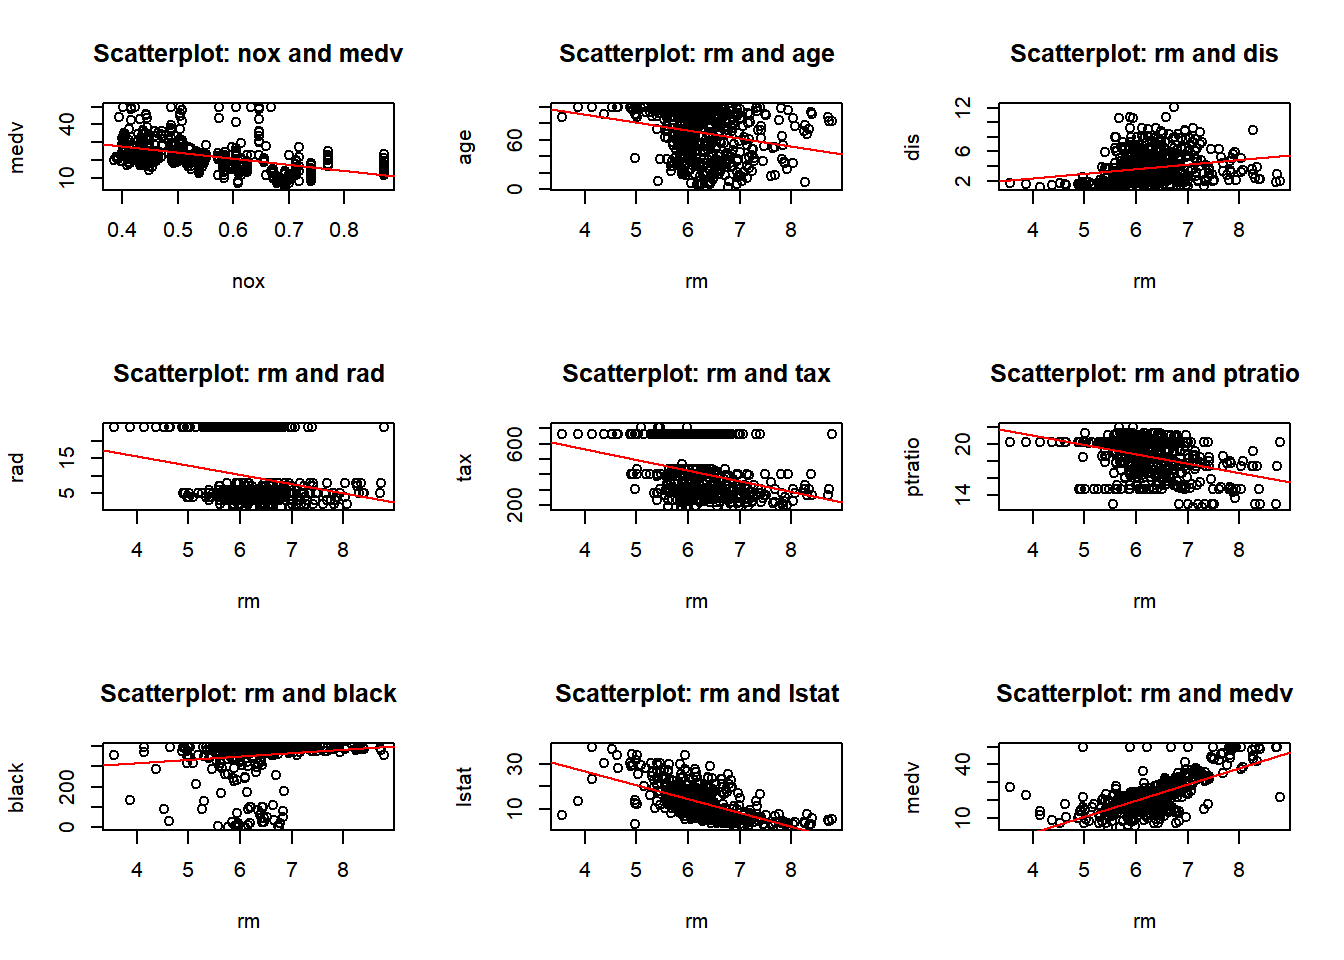 Scatterplot: nox and medv
medv
10 40
0.4 0.5 0.6 0.7 0.8
nox
Scatterplot: rm and age
age
0 60
4 5 6 7 8
rm
Scatterplot: rm and dis
dis
2 6 12
4 5 6 7 8
rm
Scatterplot: rm and rad
rad
5 15
4 5 6 7 8
rm
Scatterplot: rm and tax
tax
200 600
4 5 6 7 8
rm
Scatterplot: rm and ptratio
ptratio
14 20
4 5 6 7 8
rm
Scatterplot: rm and black
black
0 200
4 5 6 7 8
rm
Scatterplot: rm and lstat
lstat
10 30
4 5 6 7 8
rm
Scatterplot: rm and medv
medv
10 40
4 5 6 7 8
rm